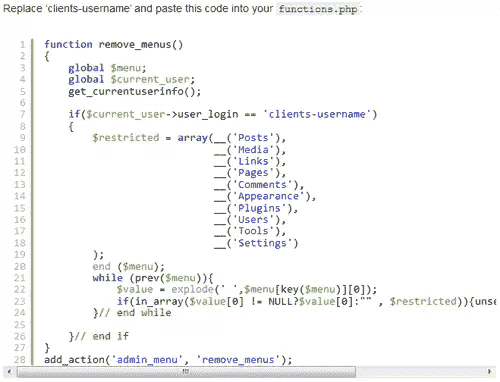 Replace 'clients-username' and paste this code into your functions.php:
1 function remove_menus()
2 {
3     global $menu;
4     global $current_user;
5     get_currentuserinfo();
6
7     if($current_user->user_login == 'clients-username')
8     {
9         $restricted = array(__('Posts'),
10                             __('Media'),
11                             __('Links'),
12                             __('Pages'),
13                             __('Comments'),
14                             __('Appearance'),
15                             __('Plugins'),
16                             __('Users'),
17                             __('Tools'),
18                             __('Settings')
19         );
20         end ($menu);
21         while (prev($menu)){
22             $value = explode(' ',$menu[key($menu)][0]);
23             if(in_array($value[0] != NULL?$value[0]:"" , $restricted)){unse
24         }// end while
25
26     }// end if
27 }
28 add_action('admin_menu', 'remove_menus');